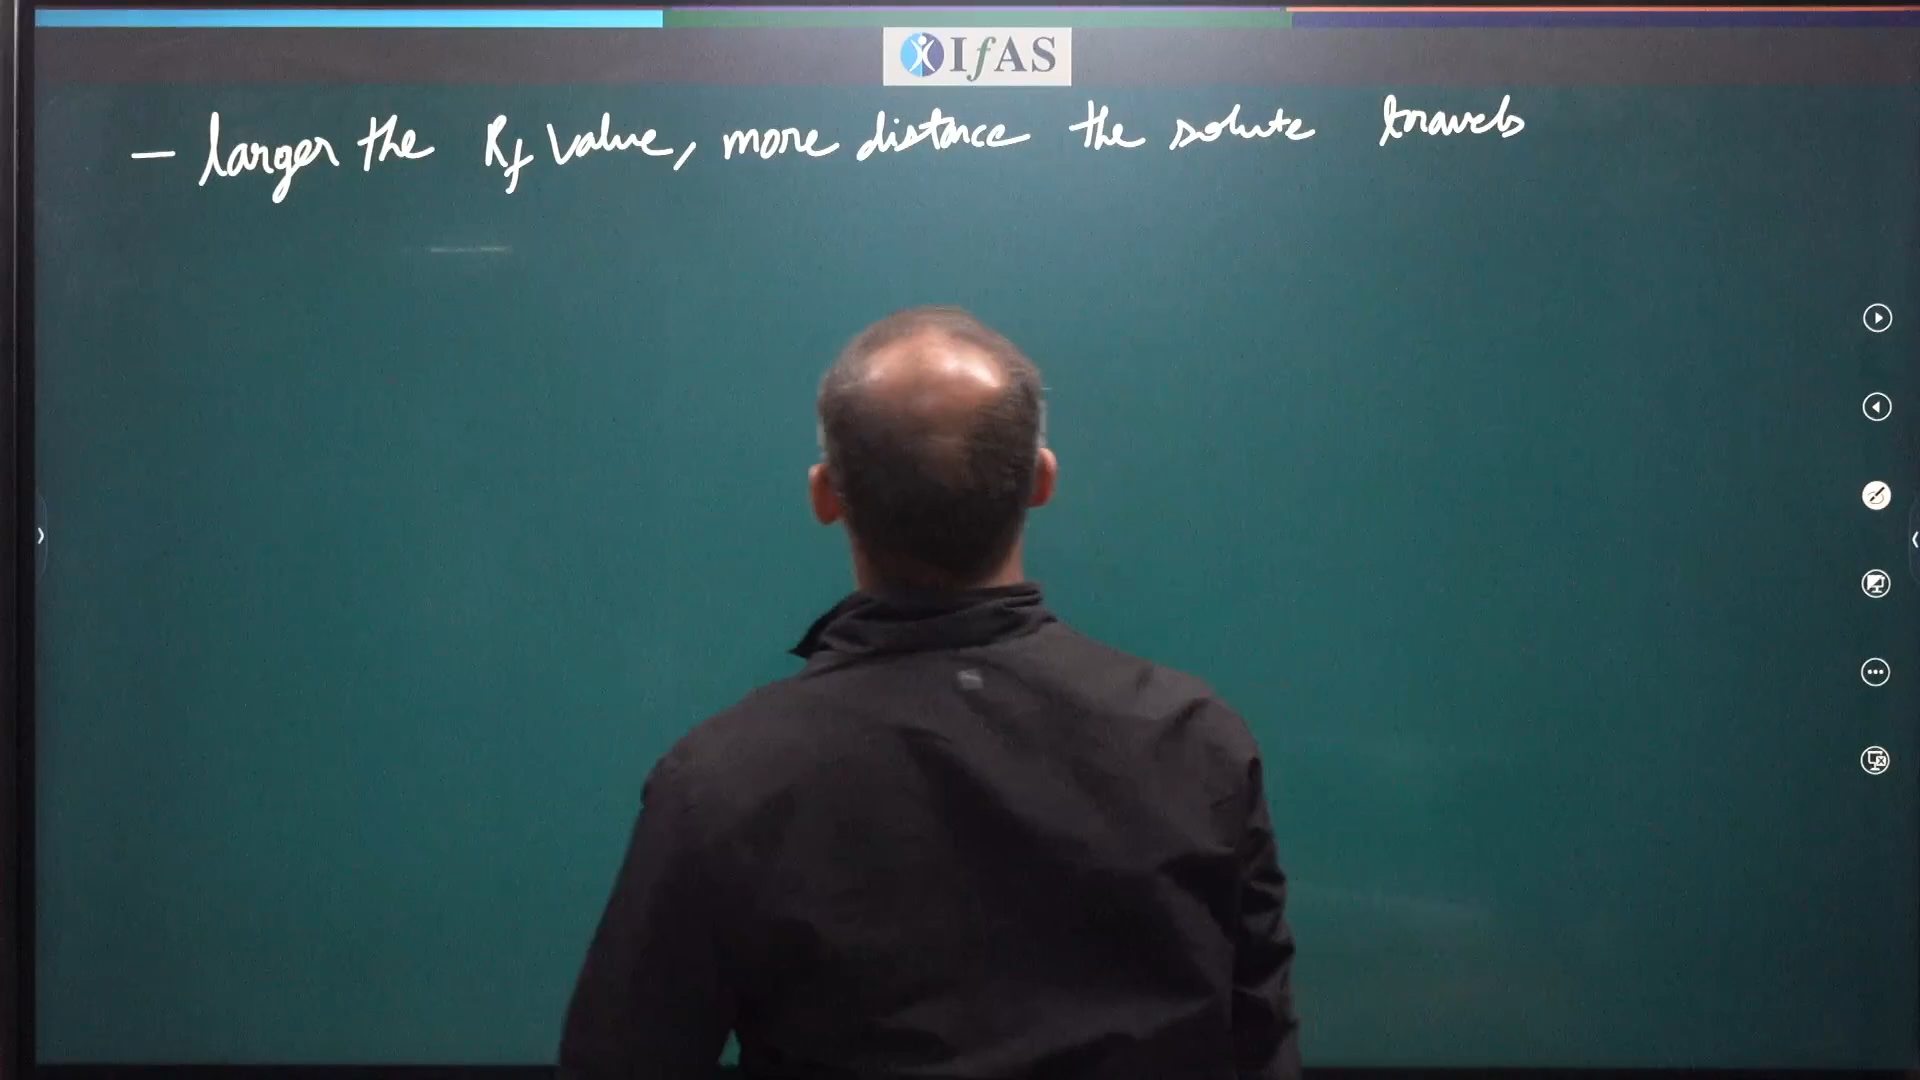 IfAS
– larger the Rf value, more distance the solute travels